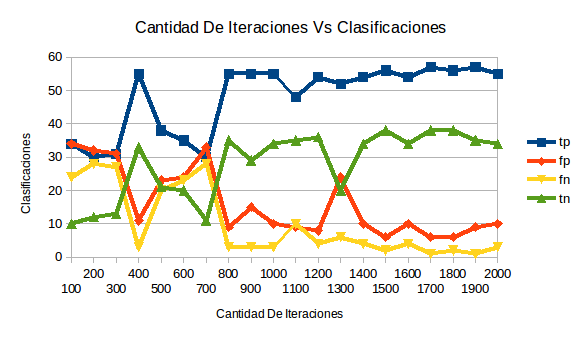 Cantidad De Iteraciones Vs Clasificaciones
60
50
40
30
20
10
0
Clasificaciones
200 400 600 800 1000 1200 1400 1600 1800 2000
100 300 500 700 900 1100 1300 1500 1700 1900
Cantidad De Iteraciones
tp
fp
fn
tn